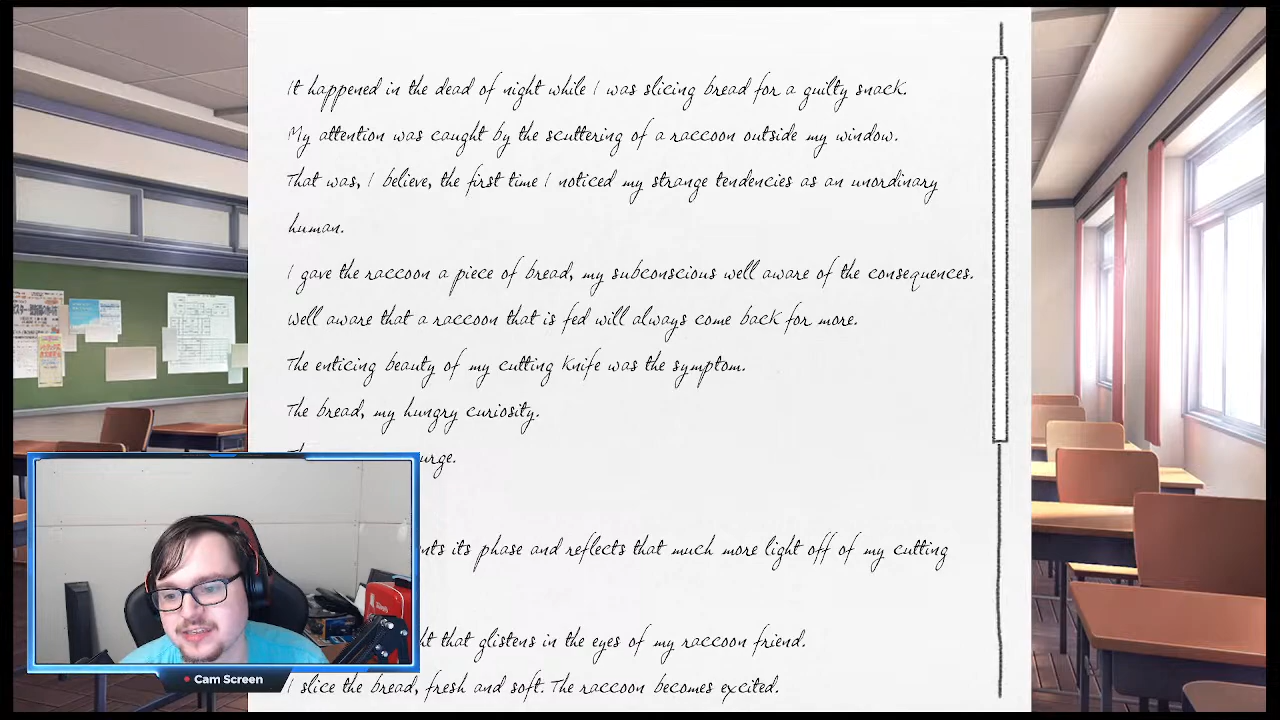 appened in the dead of night while I was slicing bread for a guilty snack.
attention was caught by the scuttering of a raccoon outside my window.
That was, I believe, the first time I noticed my strange tendencies as an unordinary
human.
gave the raccoon a piece of bread, my subconscious well aware of the consequences.
ll aware that a raccoon that is fed will always come back for more.
The enticing beauty of my cutting knife was the symptom.
The bread, my hungry curiosity.
urge.
nts its phase and reflects that much more light off of my cutting
ht that glistens in the eyes of my raccoon friend.
I slice the bread, fresh and soft. The raccoon becomes excited.
Cam Screen